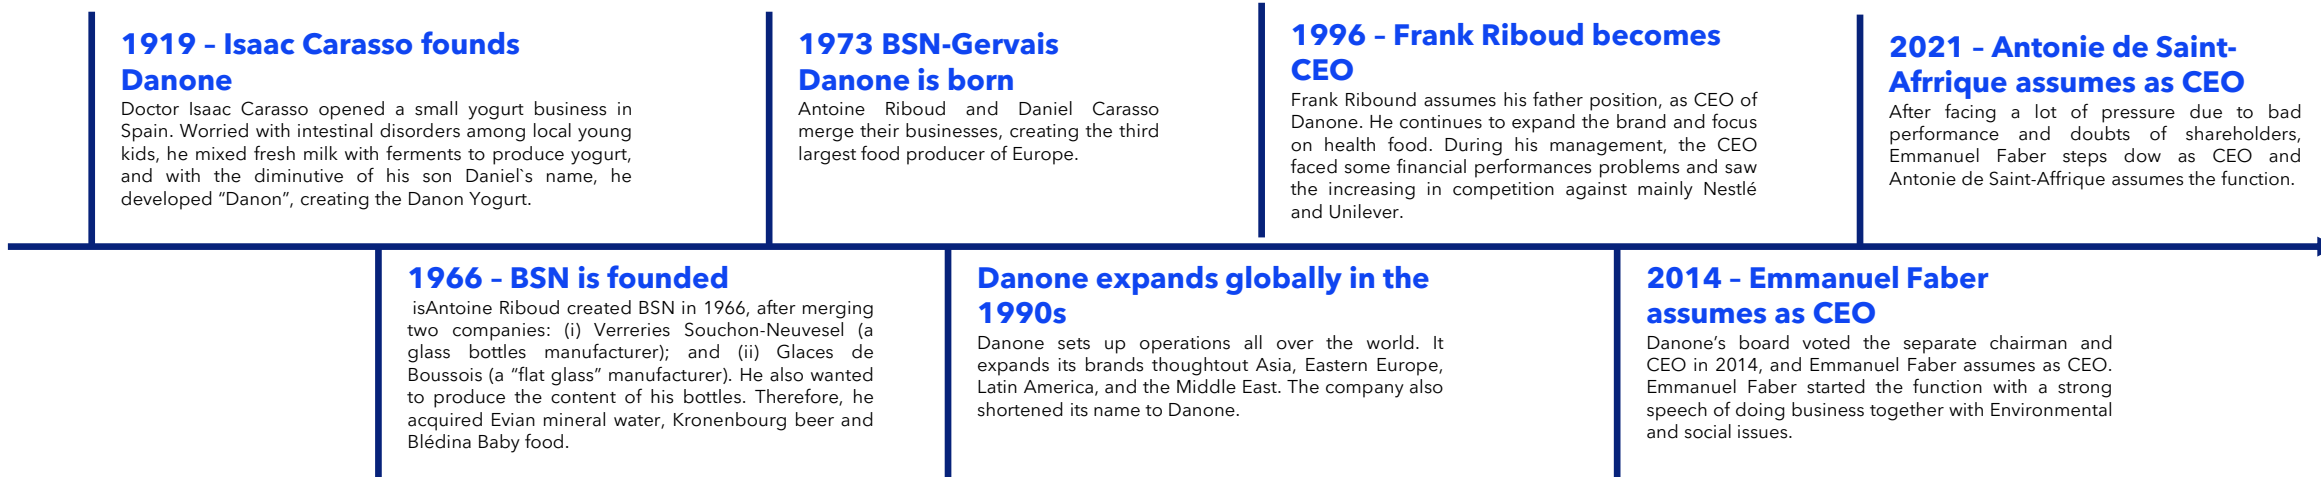 1919 – Isaac Carasso founds
Danone
Doctor Isaac Carasso opened a small yogurt business in
Spain. Worried with intestinal disorders among local young
kids, he mixed fresh milk with ferments to produce yogurt,
and with the diminutive of his son Daniel`s name, he
developed “Danon”, creating the Danon Yogurt.
1966 – BSN is founded
isAntoine Riboud created BSN in 1966, after merging
two companies: (i) Verreries Souchon-Neuvesel (a
glass bottles manufacturer); and (ii) Glaces de
Boussois (a “flat glass” manufacturer). He also wanted
to produce the content of his bottles. Therefore, he
acquired Evian mineral water, Kronenbourg beer and
Blédina Baby food.
1973 BSN-Gervais
Danone is born
Antoine Riboud and Daniel Carasso
merge their businesses, creating the third
largest food producer of Europe.
Danone expands globally in the
1990s
Danone sets up operations all over the world. It
expands its brands thoughtout Asia, Eastern Europe,
Latin America, and the Middle East. The company also
shortened its name to Danone.
1996 – Frank Riboud becomes
CEO
Frank Ribound assumes his father position, as CEO of
Danone. He continues to expand the brand and focus
on health food. During his management, the CEO
faced some financial performances problems and saw
the increasing in competition against mainly Nestlé
and Unilever.
2014 – Emmanuel Faber
assumes as CEO
Danone’s board voted the separate chairman and
CEO in 2014, and Emmanuel Faber assumes as CEO.
Emmanuel Faber started the function with a strong
speech of doing business together with Environmental
and social issues.
2021 – Antonie de Saint-
Afrrique assumes as CEO
After facing a lot of pressure due to bad
performance and doubts of shareholders,
Emmanuel Faber steps dow as CEO and
Antonie de Saint-Affrique assumes the function.